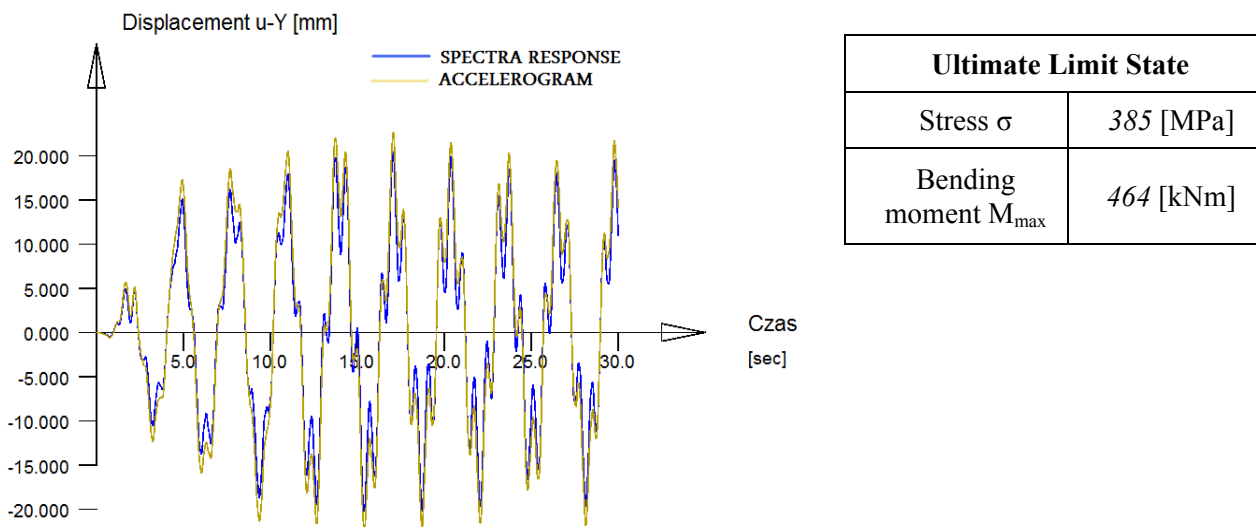 Displacement u-Y [mm]
SPECTRA RESPONSE
ACCELEROGRAM
20.000
15.000
10.000
5.000
0.000
-5.000
-10.000
-15.000
-20.000
5.0
10.0
15.0
20.0
25.0
30.0
Czas
[sec]
Ultimate Limit State
Stress σ
385 [MPa]
Bending
moment Mmax
464 [kNm]